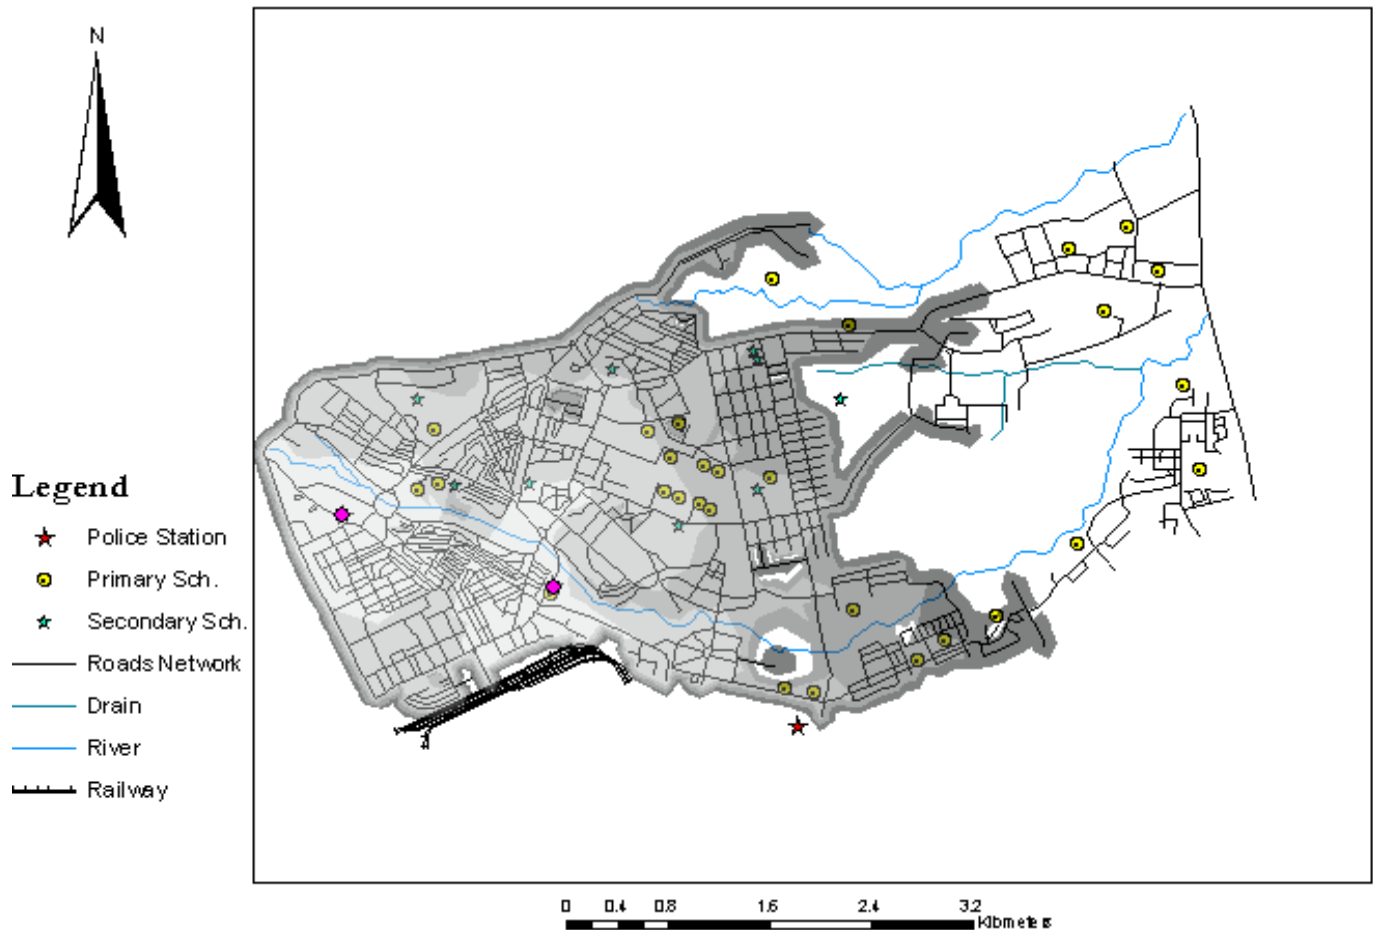 N
Legend
Police Station
Primary Sch.
Secondary Sch.
Roads Network
Drain
River
Railway
0 0.4 0.8 1.6 2.4 3.2
Kilometers